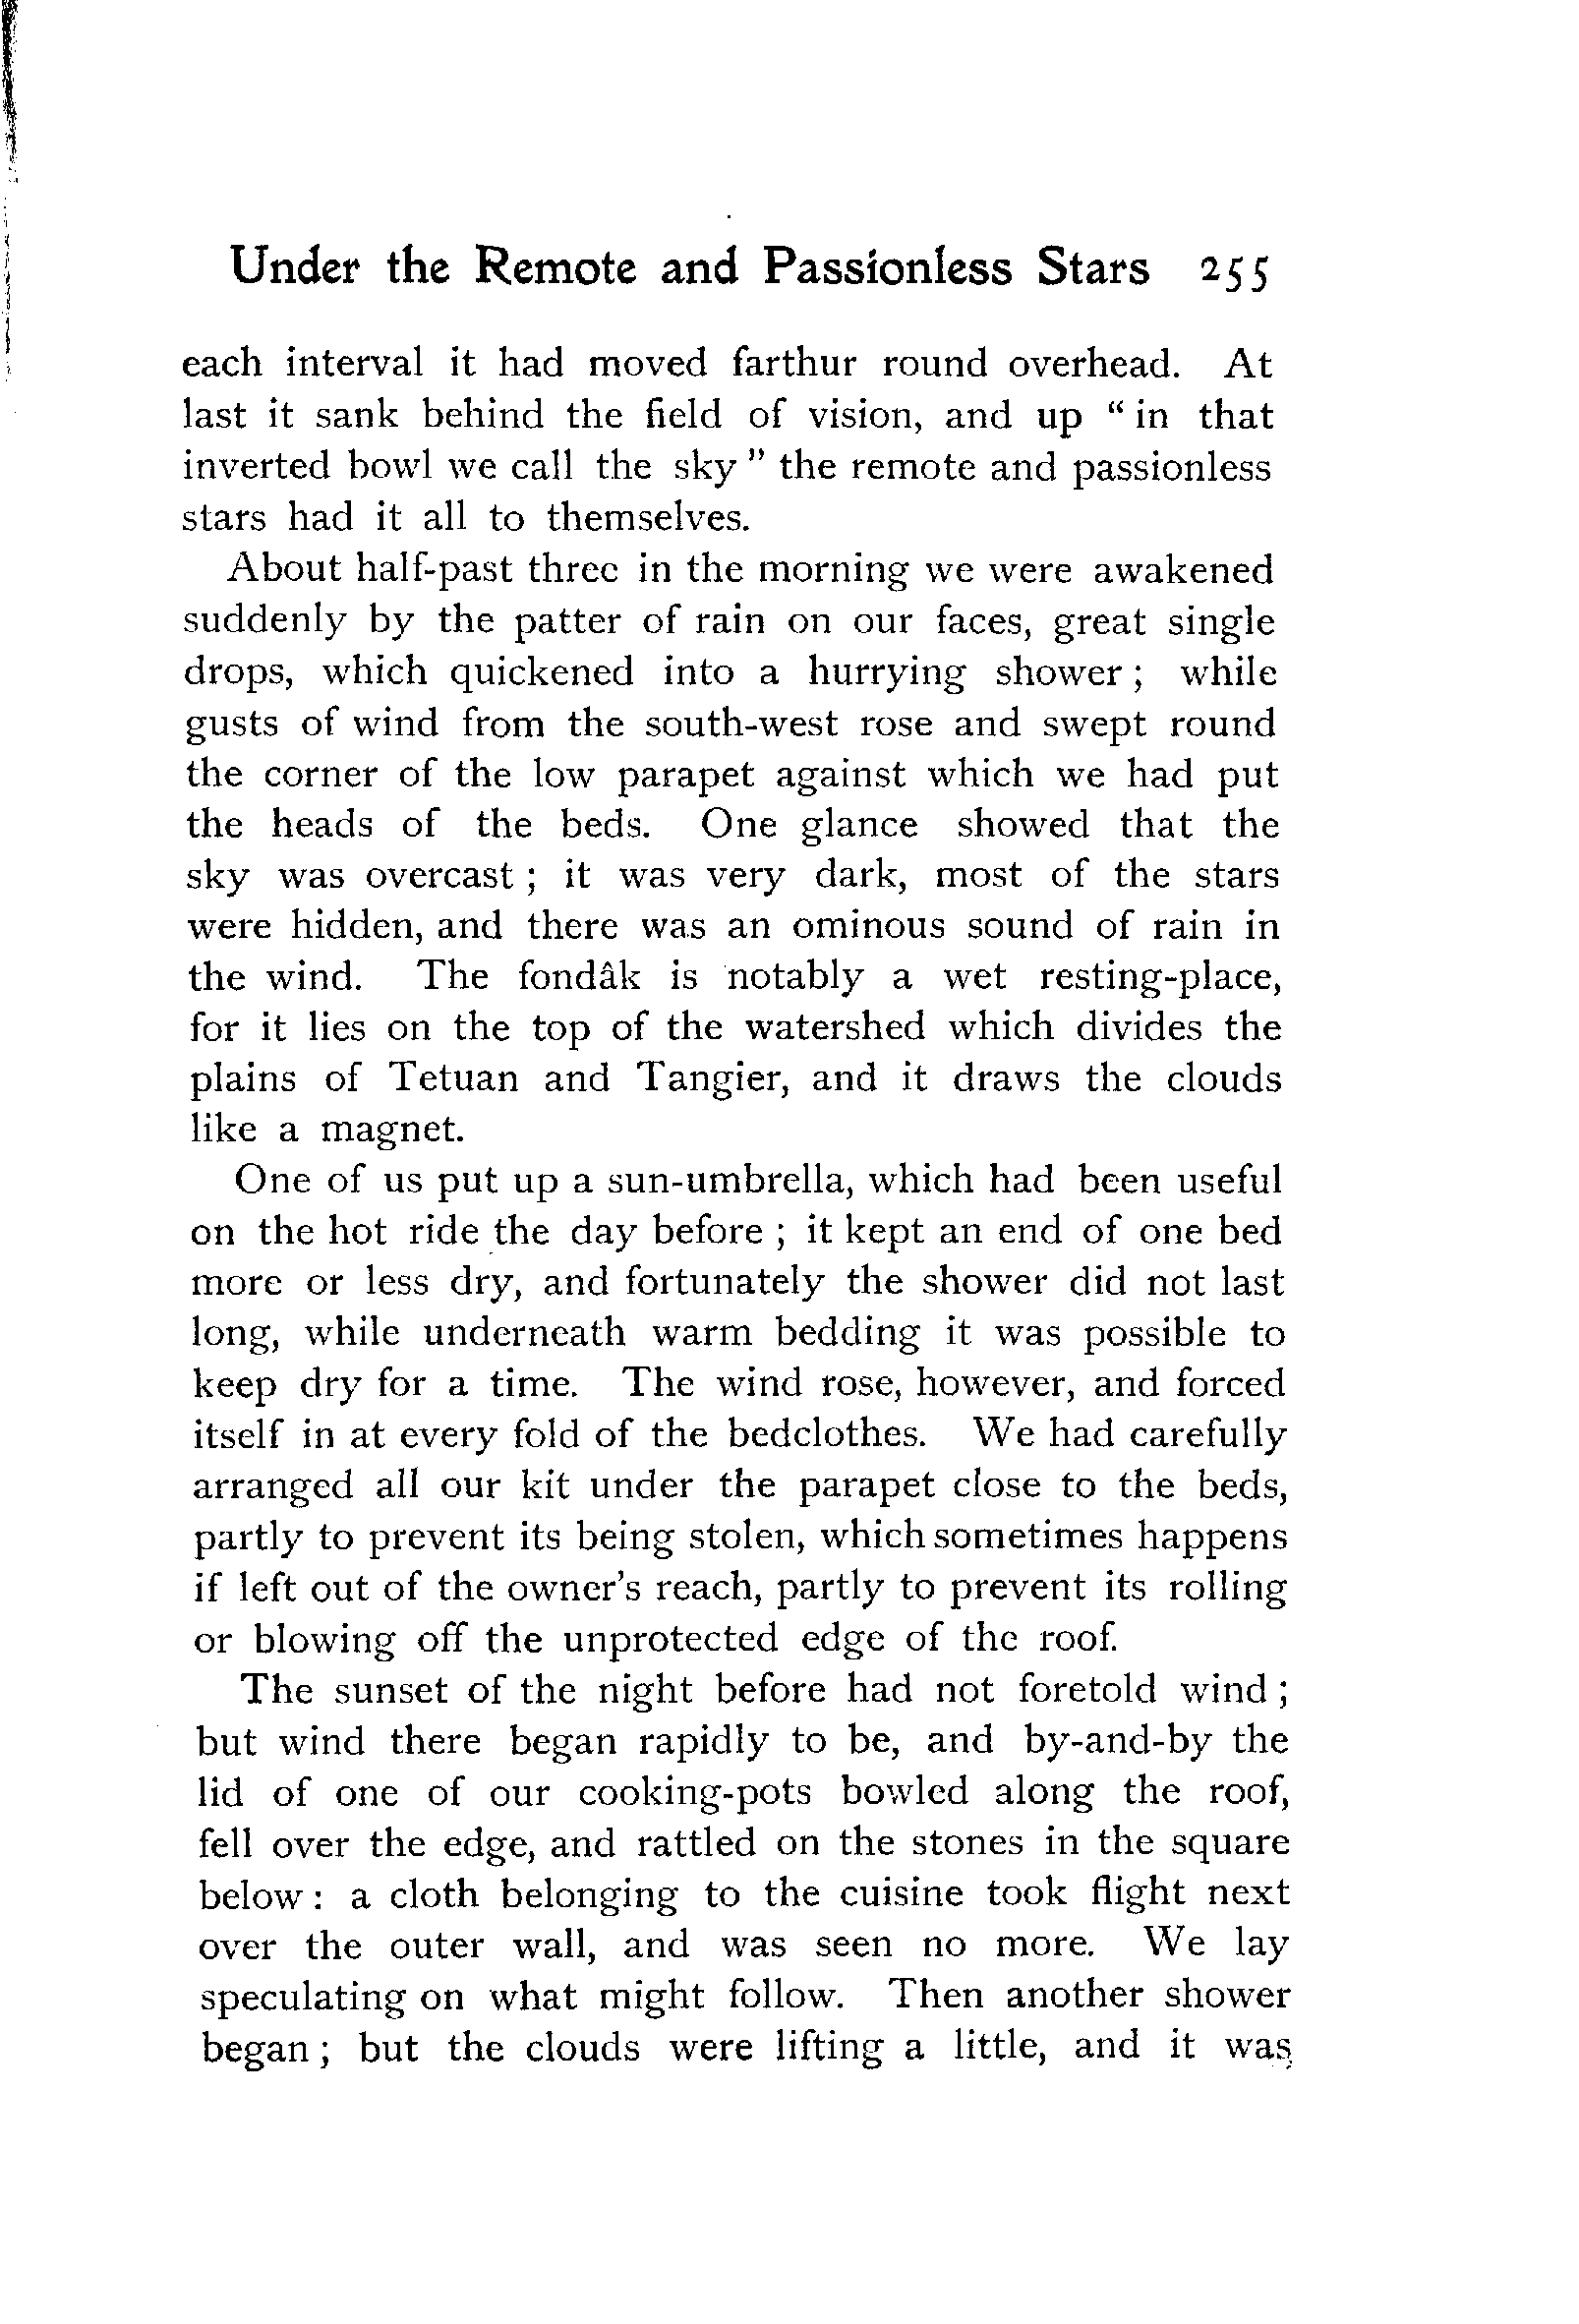 Under the Remote and Passionless Stars 255
each interval it had moved farthur round overhead. At
last it sank behind the field of vision, and up “ in that
inverted bowl we call the sky ” the remote and passionless
stars had it all to themselves.
About half-past three in the morning we were awakened
suddenly by the patter of rain on our faces, great single
drops, which quickened into a hurrying shower ; while
gusts of wind from the south-west rose and swept round
the corner of the low parapet against which we had put
the heads of the beds. One glance showed that the
sky was overcast ; it was very dark, most of the stars
were hidden, and there was an ominous sound of rain in
the wind. The fondâk is notably a wet resting-place,
for it lies on the top of the watershed which divides the
plains of Tetuan and Tangier, and it draws the clouds
like a magnet.
One of us put up a sun-umbrella, which had been useful
on the hot ride the day before ; it kept an end of one bed
more or less dry, and fortunately the shower did not last
long, while underneath warm bedding it was possible to
keep dry for a time. The wind rose, however, and forced
itself in at every fold of the bedclothes. We had carefully
arranged all our kit under the parapet close to the beds,
partly to prevent its being stolen, which sometimes happens
if left out of the owner’s reach, partly to prevent its rolling
or blowing off the unprotected edge of the roof.
The sunset of the night before had not foretold wind ;
but wind there began rapidly to be, and by-and-by the
lid of one of our cooking-pots bowled along the roof,
fell over the edge, and rattled on the stones in the square
below : a cloth belonging to the cuisine took flight next
over the outer wall, and was seen no more. We lay
speculating on what might follow. Then another shower
began ; but the clouds were lifting a little, and it was